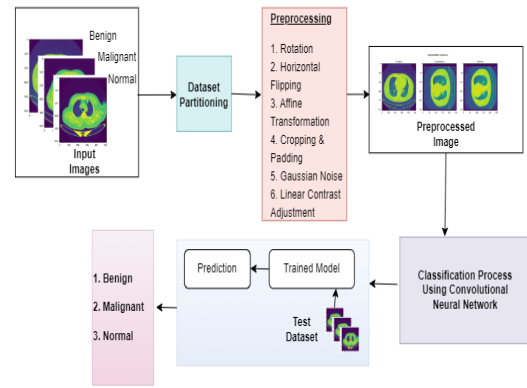 Benign
Malignant
Normal
Input
Images
Dataset
Partitioning
Preprocessing
1. Rotation
2. Horizontal
Flipping
3. Affine
Transformation
4. Cropping &
Padding
5. Gaussian Noise
6. Linear Contrast
Adjustment
Preprocessed
Image
Classification Process
Using Convolutional
Neural Network
Trained Model
Prediction
Test
Dataset
1. Benign
2. Malignant
3. Normal